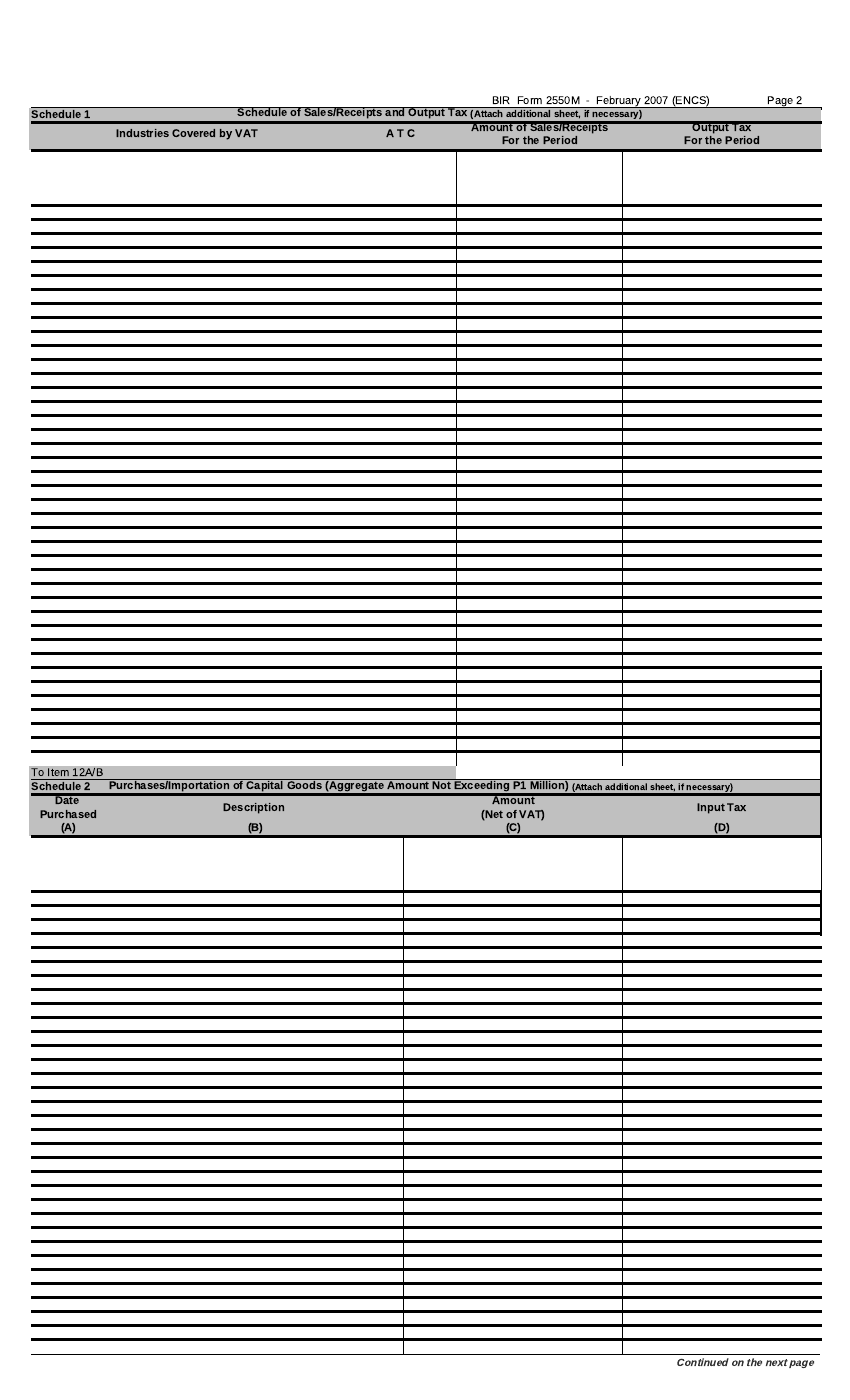 BIR Form 2550M - February 2007 (ENCS) Page 2
Schedule 1 Schedule of Sales/Receipts and Output Tax (Attach additional sheet, if necessary)
Industries Covered by VAT A T C Amount of Sales/Receipts Output Tax
For the Period For the Period
To Item 12A/B
Schedule 2 Purchases/Importation of Capital Goods (Aggregate Amount Not Exceeding P1 Million) (Attach additional sheet, if necessary)
Date Description Amount Input Tax
Purchased (Net of VAT)
(A) (B) (C) (D)
Continued on the next page